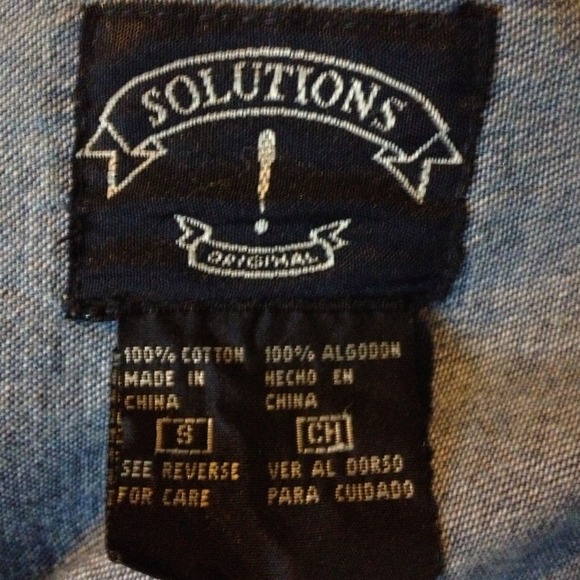 SOLUTIONS
ORIGINAL
100% COTTON
MADE IN
CHINA
S
SEE REVERSE
FOR CARE
100% ALGODON
HECHO EN
CHINA
CH
VER AL DORSO
PARA CUIDADO